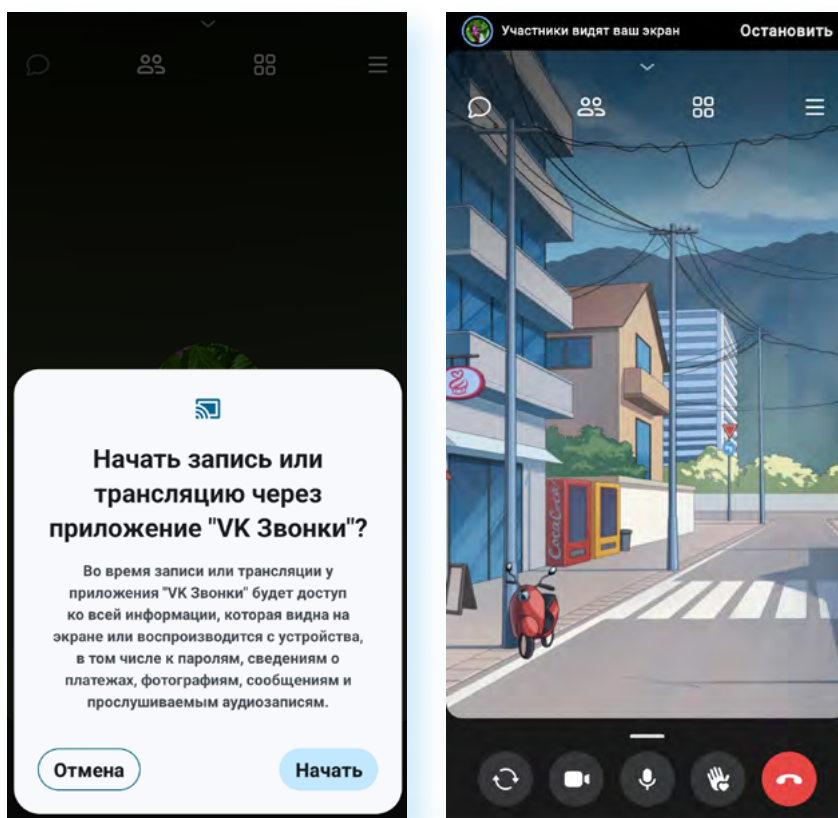 Начать запись или
трансляцию через
приложение "VK Звонки"?
Во время записи или трансляции у
приложения "VK Звонки" будет доступ
ко всей информации, которая видна на
экране или воспроизводится с устройства,
в том числе к паролям, сведениям о
платежах, фотографиям, сообщениям и
прослушиваемым аудиозаписям.
Отмена
Начать
Участники видят ваш экран
Остановить
CocaCola